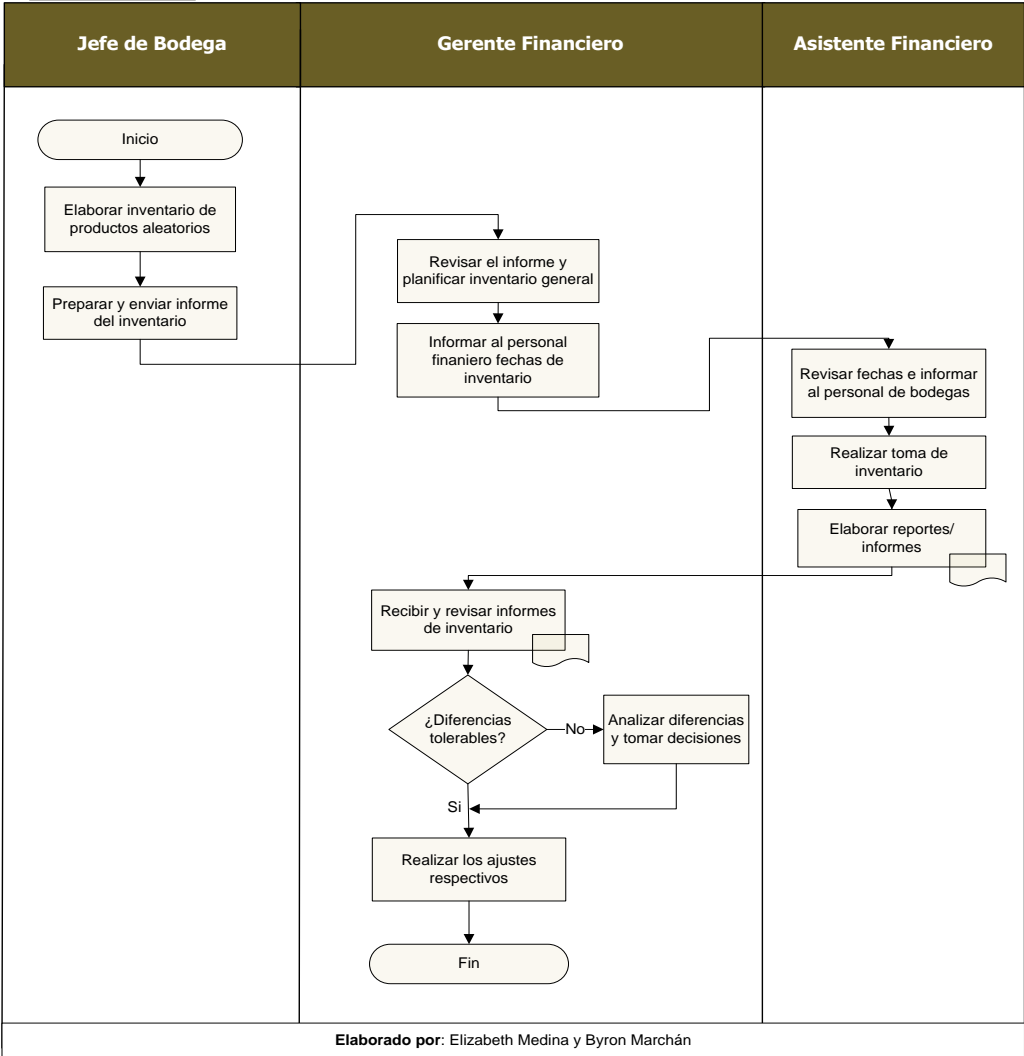 Jefe de Bodega
Gerente Financiero
Asistente Financiero
Inicio
Elaborar inventario de
productos aleatorios
Preparar y enviar informe
del inventario
Revisar el informe y
planificar inventario general
Informar al personal
finaniero fechas de
inventario
Revisar fechas e informar
al personal de bodegas
Realizar toma de
inventario
Elaborar reportes/
informes
Recibir y revisar informes
de inventario
¿Diferencias
tolerables?
No
Analizar diferencias
y tomar decisiones
Si
Realizar los ajustes
respectivos
Fin
Elaborado por: Elizabeth Medina y Byron Marchán